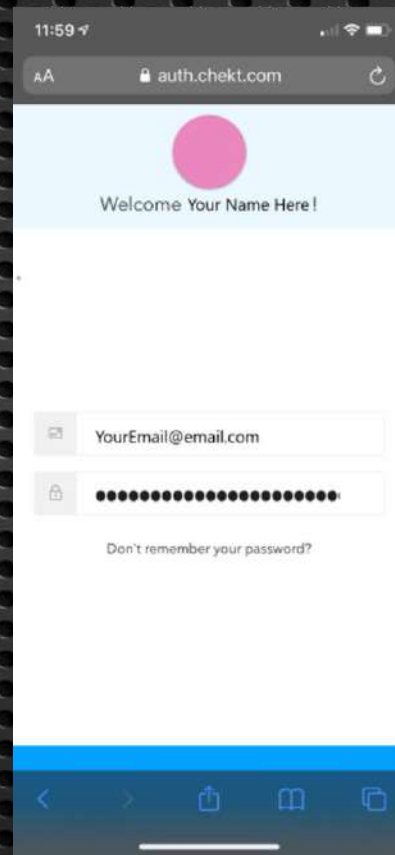 11:59
AA auth.chekt.com
Welcome Your Name Here!
YourEmail@email.com
●●●●●●●●●●●●●●●●●●●●●●
Don't remember your password?